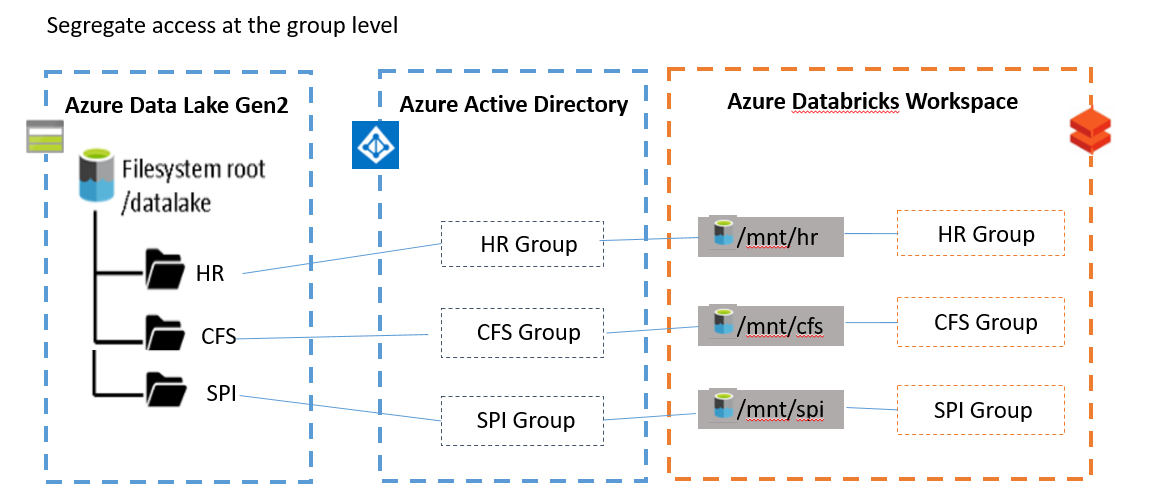 Segregate access at the group level
Azure Data Lake Gen2
Filesystem root
/datalake
HR
CFS
SPI
Azure Active Directory
HR Group
CFS Group
SPI Group
Azure Databricks Workspace
/mnt/hr
HR Group
/mnt/cfs
CFS Group
/mnt/spi
SPI Group